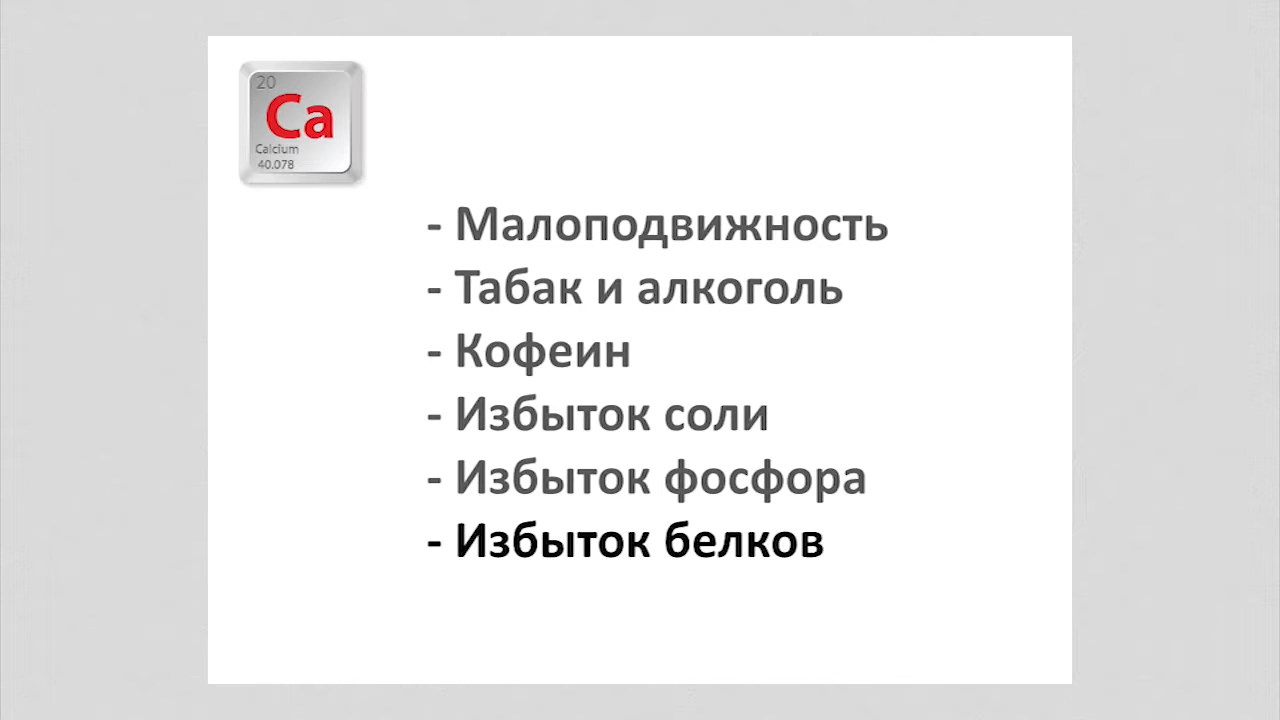 20
Ca
Calcium
40.078
- Малоподвижность
- Табак и алкоголь
- Кофеин
- Избыток соли
- Избыток фосфора
- Избыток белков